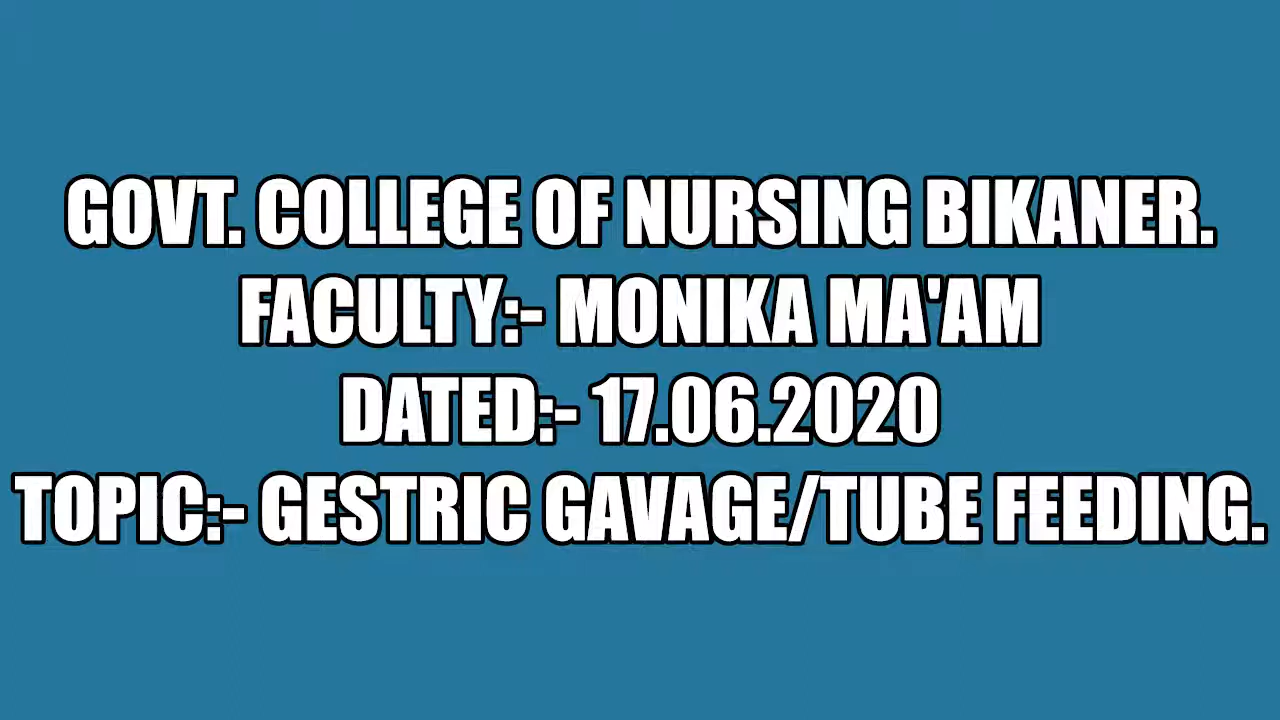 GOVT. COLLEGE OF NURSING BIKANER.
FACULTY:- MONIKA MA'AM
DATED:- 17.06.2020
TOPIC:- GESTRIC GAVAGE/TUBE FEEDING.